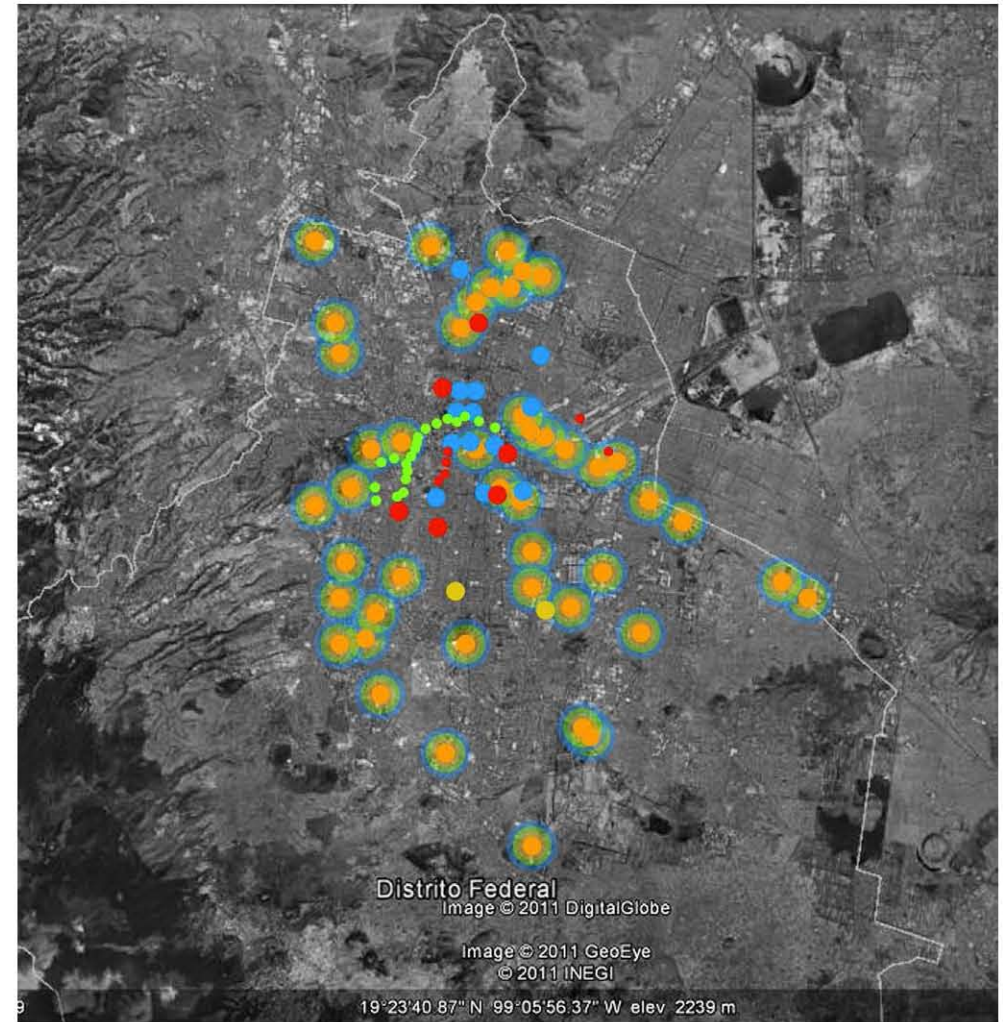 Distrito Federal
Image © 2011 DigitalGlobe
Image © 2011 GeoEye
© 2011 INEGI
9
19°23'40.87" N 99°05'56.37" W elev 2239 m